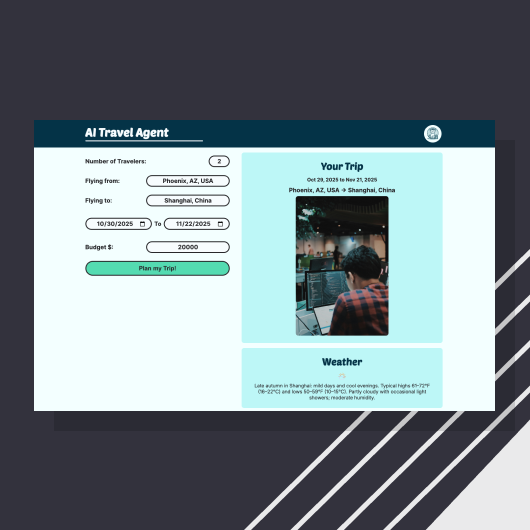 AI Travel Agent
Number of Travelers: 2
Flying from: Phoenix, AZ, USA
Flying to: Shanghai, China
10/30/2025 To 11/22/2025
Budget $: 20000
Plan my Trip!
Your Trip
Oct 29, 2025 to Nov 21, 2025
Phoenix, AZ, USA → Shanghai, China
Weather
Late autumn in Shanghai: mild days and cool evenings. Typical highs 61–72°F
(16–22°C) and lows 50–59°F (10–15°C). Partly cloudy with occasional light
showers; moderate humidity.